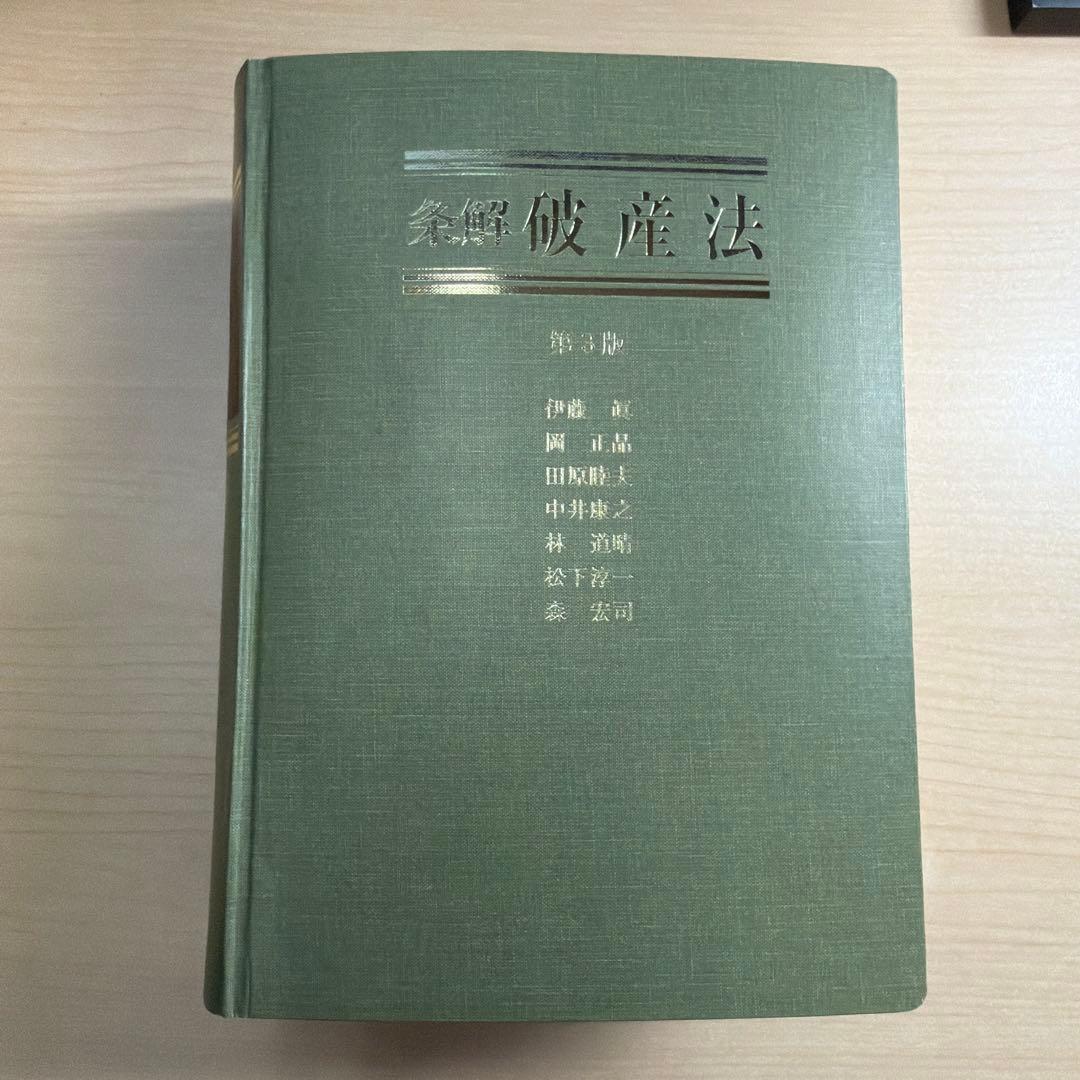 条解破産法
第3版
伊藤　眞
岡　正晶
田原睦夫
中井康之
林　道晴
松下淳一
森　宏司